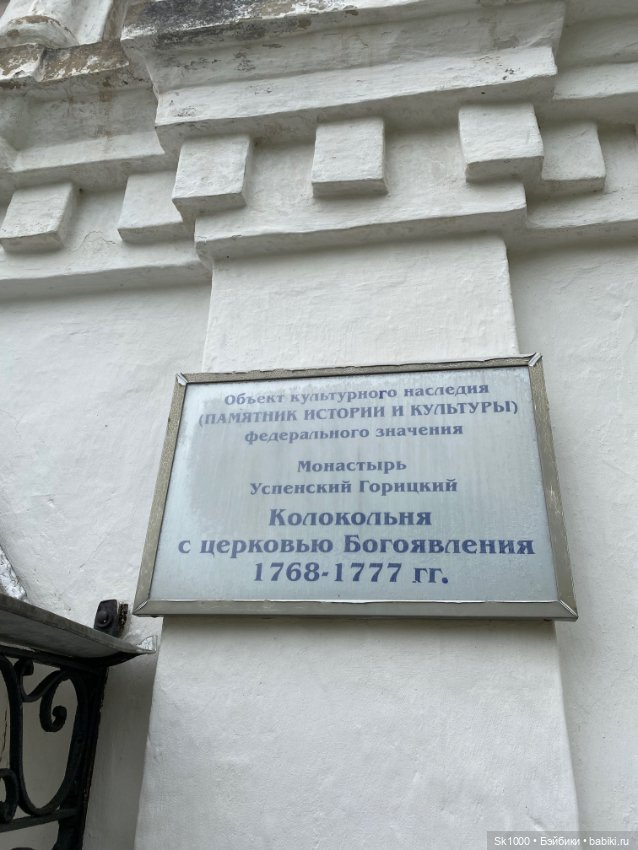 Объект культурного наследия
(ПАМЯТНИК ИСТОРИИ И КУЛЬТУРЫ)
федерального значения
Монастырь
Успенский Горицкий
Колокольня
с церковью Богоявления
1768-1777 гг.
Sk1000 • Бэйбики • babiki.ru